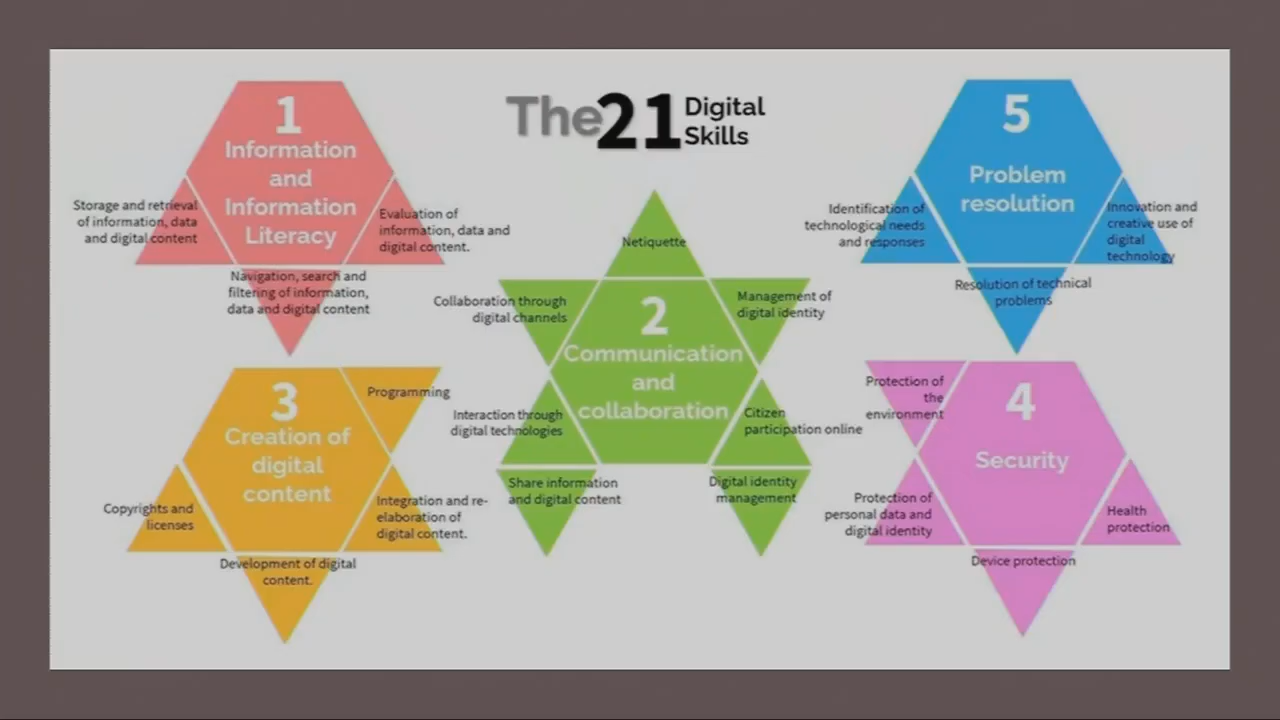 The 21 Digital
Skills
1
Information
and
Information
Literacy
Storage and retrieval
of information, data
and digital content
Evaluation of
information, data and
digital content.
Navigation, search and
filtering of information,
data and digital content
2
Communication
and
collaboration
Netiquette
Collaboration through
digital channels
Management of
digital identity
Interaction through
digital technologies
Citizen
participation online
Share information
and digital content
Digital identity
management
3
Creation of
digital
content
Programming
Copyrights and
licenses
Integration and re-
elaboration of
digital content.
Development of digital
content.
4
Security
Protection of
the
environment
Protection of
personal data and
digital identity
Health
protection
Device protection
5
Problem
resolution
Identification of
technological needs
and responses
Innovation and
creative use of
digital
technology
Resolution of technical
problems